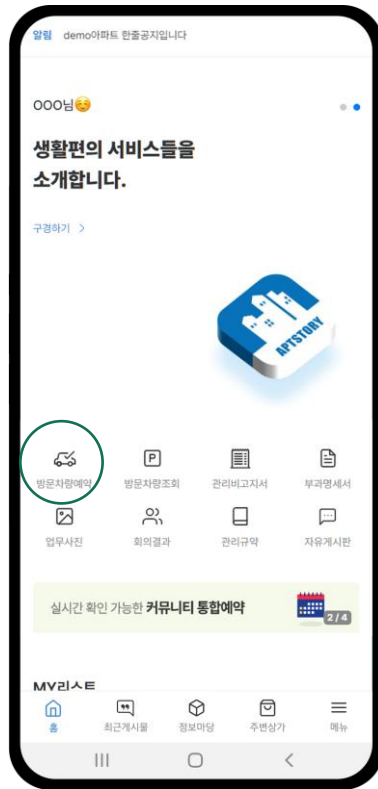 알림 demo아파트 한줄공지입니다
OOO님
생활편의 서비스들을
소개합니다.
구경하기 >
APTSTORY
방문차량예약 방문차량조회 관리비고지서 부과명세서
업무사진 회의결과 관리규약 자유게시판
실시간 확인 가능한 커뮤니티 통합예약
2 / 4
MY리스트
홈 최근게시물 정보마당 주변상가 메뉴